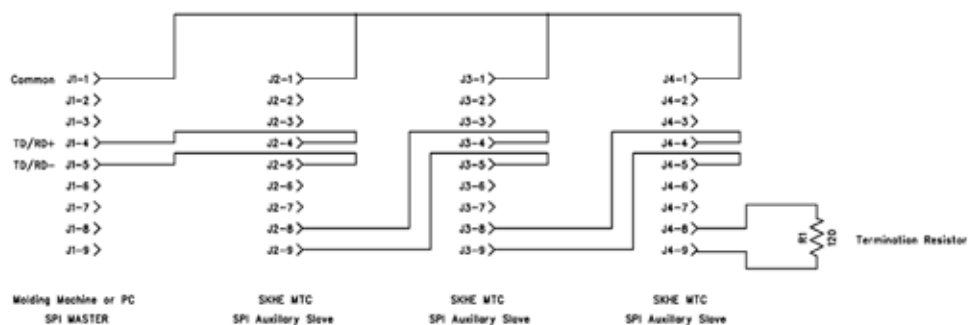 Common J1-1 J2-1 J3-1 J4-1
J1-2 J2-2 J3-2 J4-2
J1-3 J2-3 J3-3 J4-3
TD/RD+ J1-4 J2-4 J3-4 J4-4
TD/RD- J1-5 J2-5 J3-5 J4-5
J1-6 J2-6 J3-6 J4-6
J1-7 J2-7 J3-7 J4-7
J1-8 J2-8 J3-8 J4-8
J1-9 J2-9 J3-9 J4-9
R1
120
Termination Resistor
Molding Machine or PC SKHE MTC SKHE MTC SKHE MTC
SPI MASTER SPI Auxiliary Slave SPI Auxiliary Slave SPI Auxiliary Slave